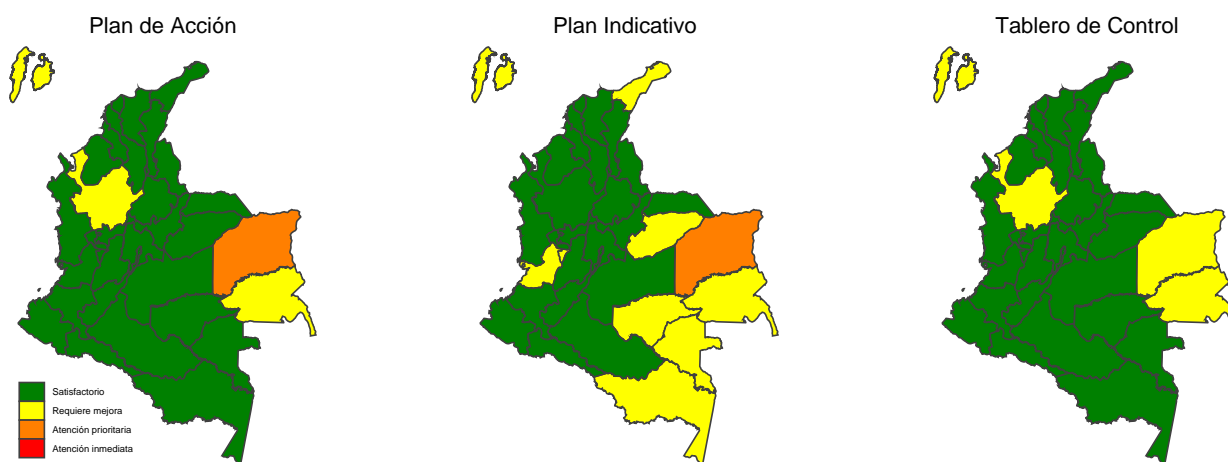 Plan de Acción
Plan Indicativo
Tablero de Control
Satisfactorio
Requiere mejora
Atención prioritaria
Atención inmediata